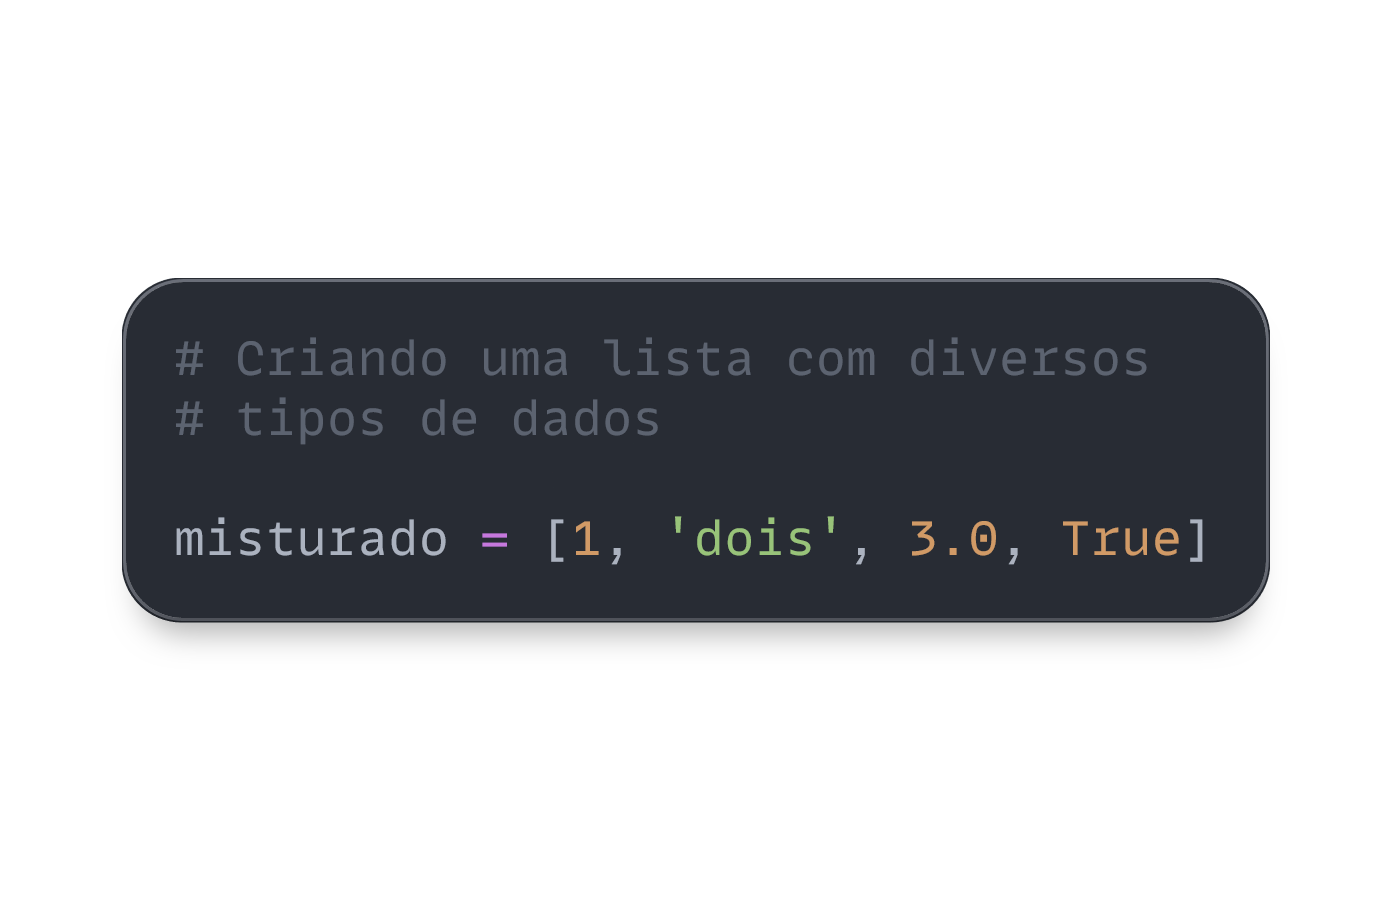 # Criando uma lista com diversos
# tipos de dados
misturado = [1, 'dois', 3.0, True]